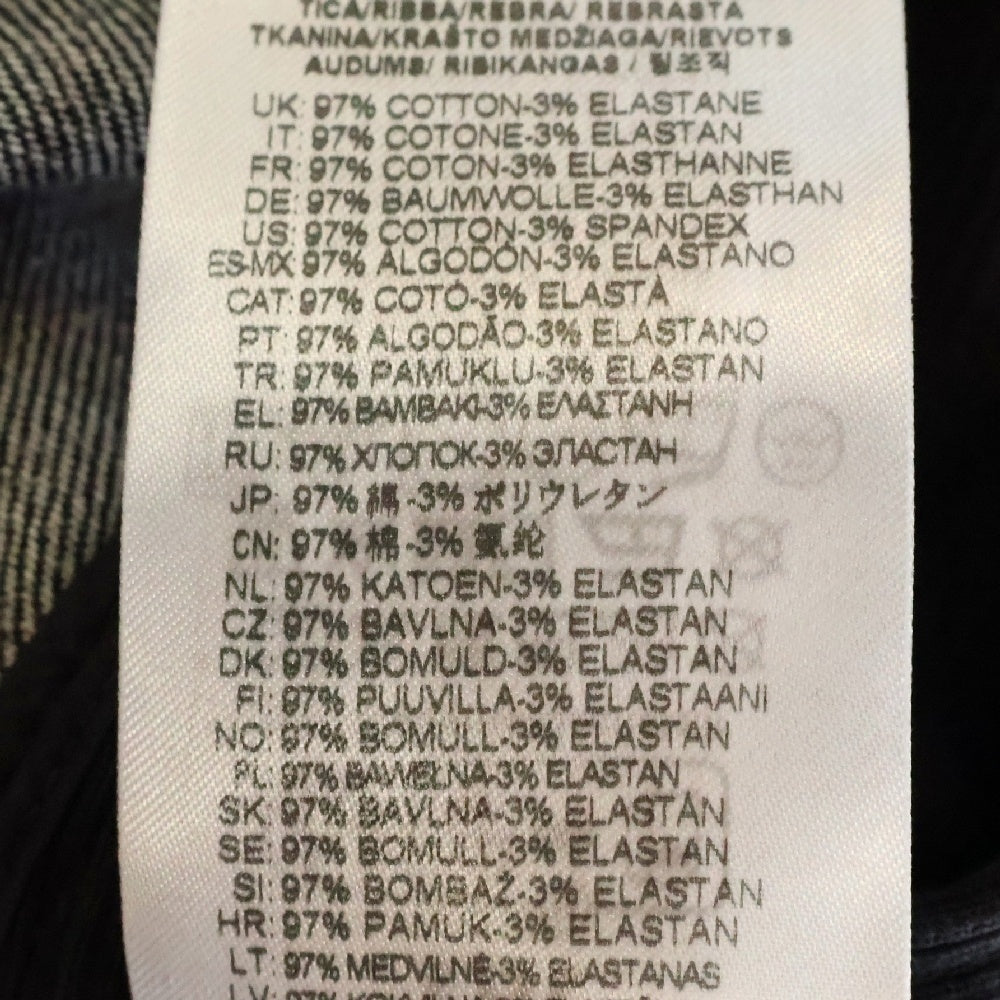 TICA/RIBBA/REBRA/ REBRASTA
TKANINA/KRAŠTO MEDŽIAGA/RIEVOTS
AUDUMS/ RIBIKANGAS / 립조직
UK: 97% COTTON-3% ELASTANE
IT: 97% COTONE-3% ELASTAN
FR: 97% COTON-3% ELASTHANNE
DE: 97% BAUMWOLLE-3% ELASTHAN
US: 97% COTTON-3% SPANDEX
ES-MX 97% ALGODÓN-3% ELASTANO
CAT: 97% COTÓ-3% ELASTÀ
PT: 97% ALGODÃO-3% ELASTANO
TR: 97% PAMUKLU-3% ELASTAN
EL: 97% ΒΑΜΒΑΚΙ-3% ΕΛΑΣΤΑΝΗ
RU: 97% ХЛОПОК-3% ЭЛАСТАН
JP: 97% 綿 -3% ポリウレタン
CN: 97% 棉 -3% 氨纶
NL: 97% KATOEN-3% ELASTAN
CZ: 97% BAVLNA-3% ELASTAN
DK: 97% BOMULD-3% ELASTAN
FI: 97% PUUVILLA-3% ELASTAANI
NO: 97% BOMULL-3% ELASTAN
PL: 97% BAWEŁNA-3% ELASTAN
SK: 97% BAVLNA-3% ELASTÁN
SE: 97% BOMULL-3% ELASTAN
SI: 97% BOMBAŽ-3% ELASTAN
HR: 97% PAMUK-3% ELASTAN
LT: 97% MEDVILNĖ-3% ELASTANAS
LV: 97%